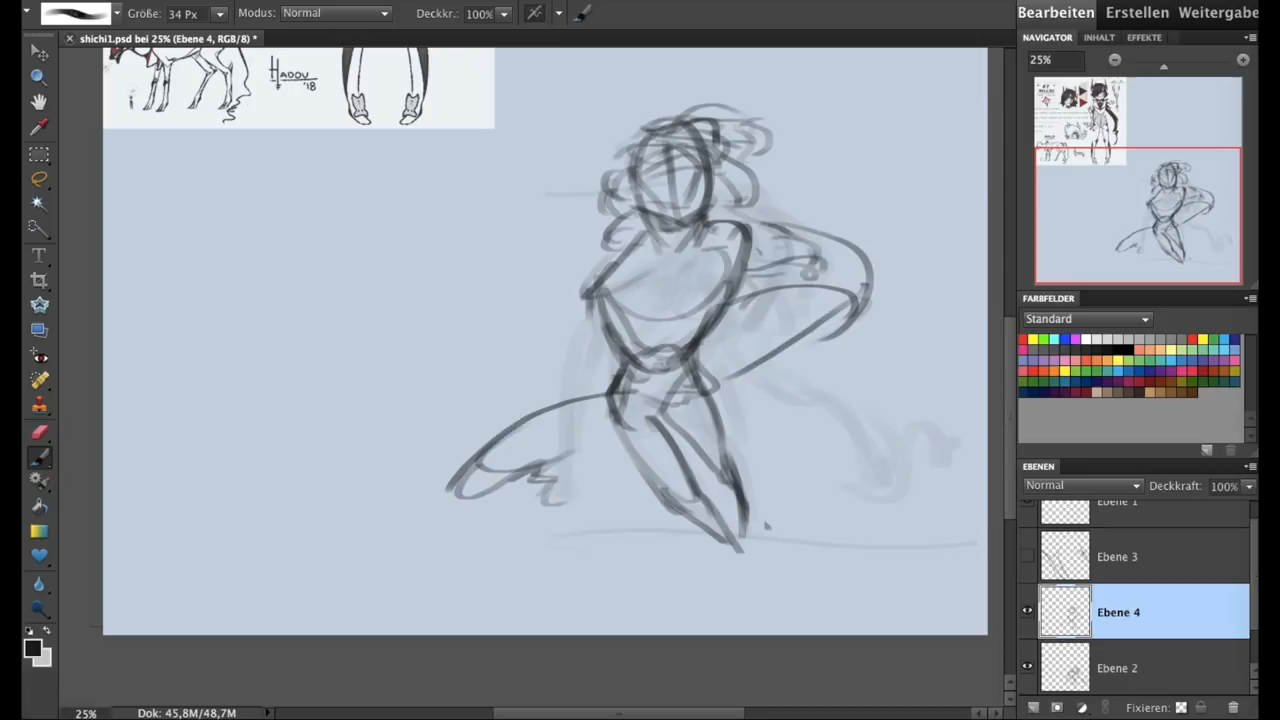 Größe: 34 Px Modus: Normal Deckkr.: 100%
Bearbeiten Erstellen Weitergabe
shichi1.psd bei 25% (Ebene 4, RGB/8) *
NAVIGATOR INHALT EFFEKTE
25%
HADOU
'18
FARBFELDER
Standard
EBENEN
Normal Deckkraft: 100%
Ebene 1
Ebene 3
Ebene 4
Ebene 2
Fixieren:
25% Dok: 45,8M/48,7M